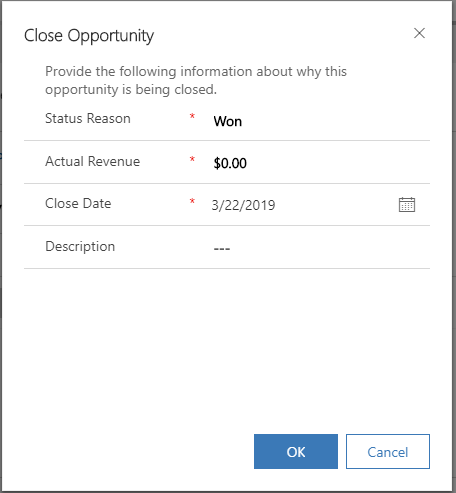 Close Opportunity
Provide the following information about why this
opportunity is being closed.
Status Reason * Won
Actual Revenue * $0.00
Close Date * 3/22/2019
Description ---
OK Cancel